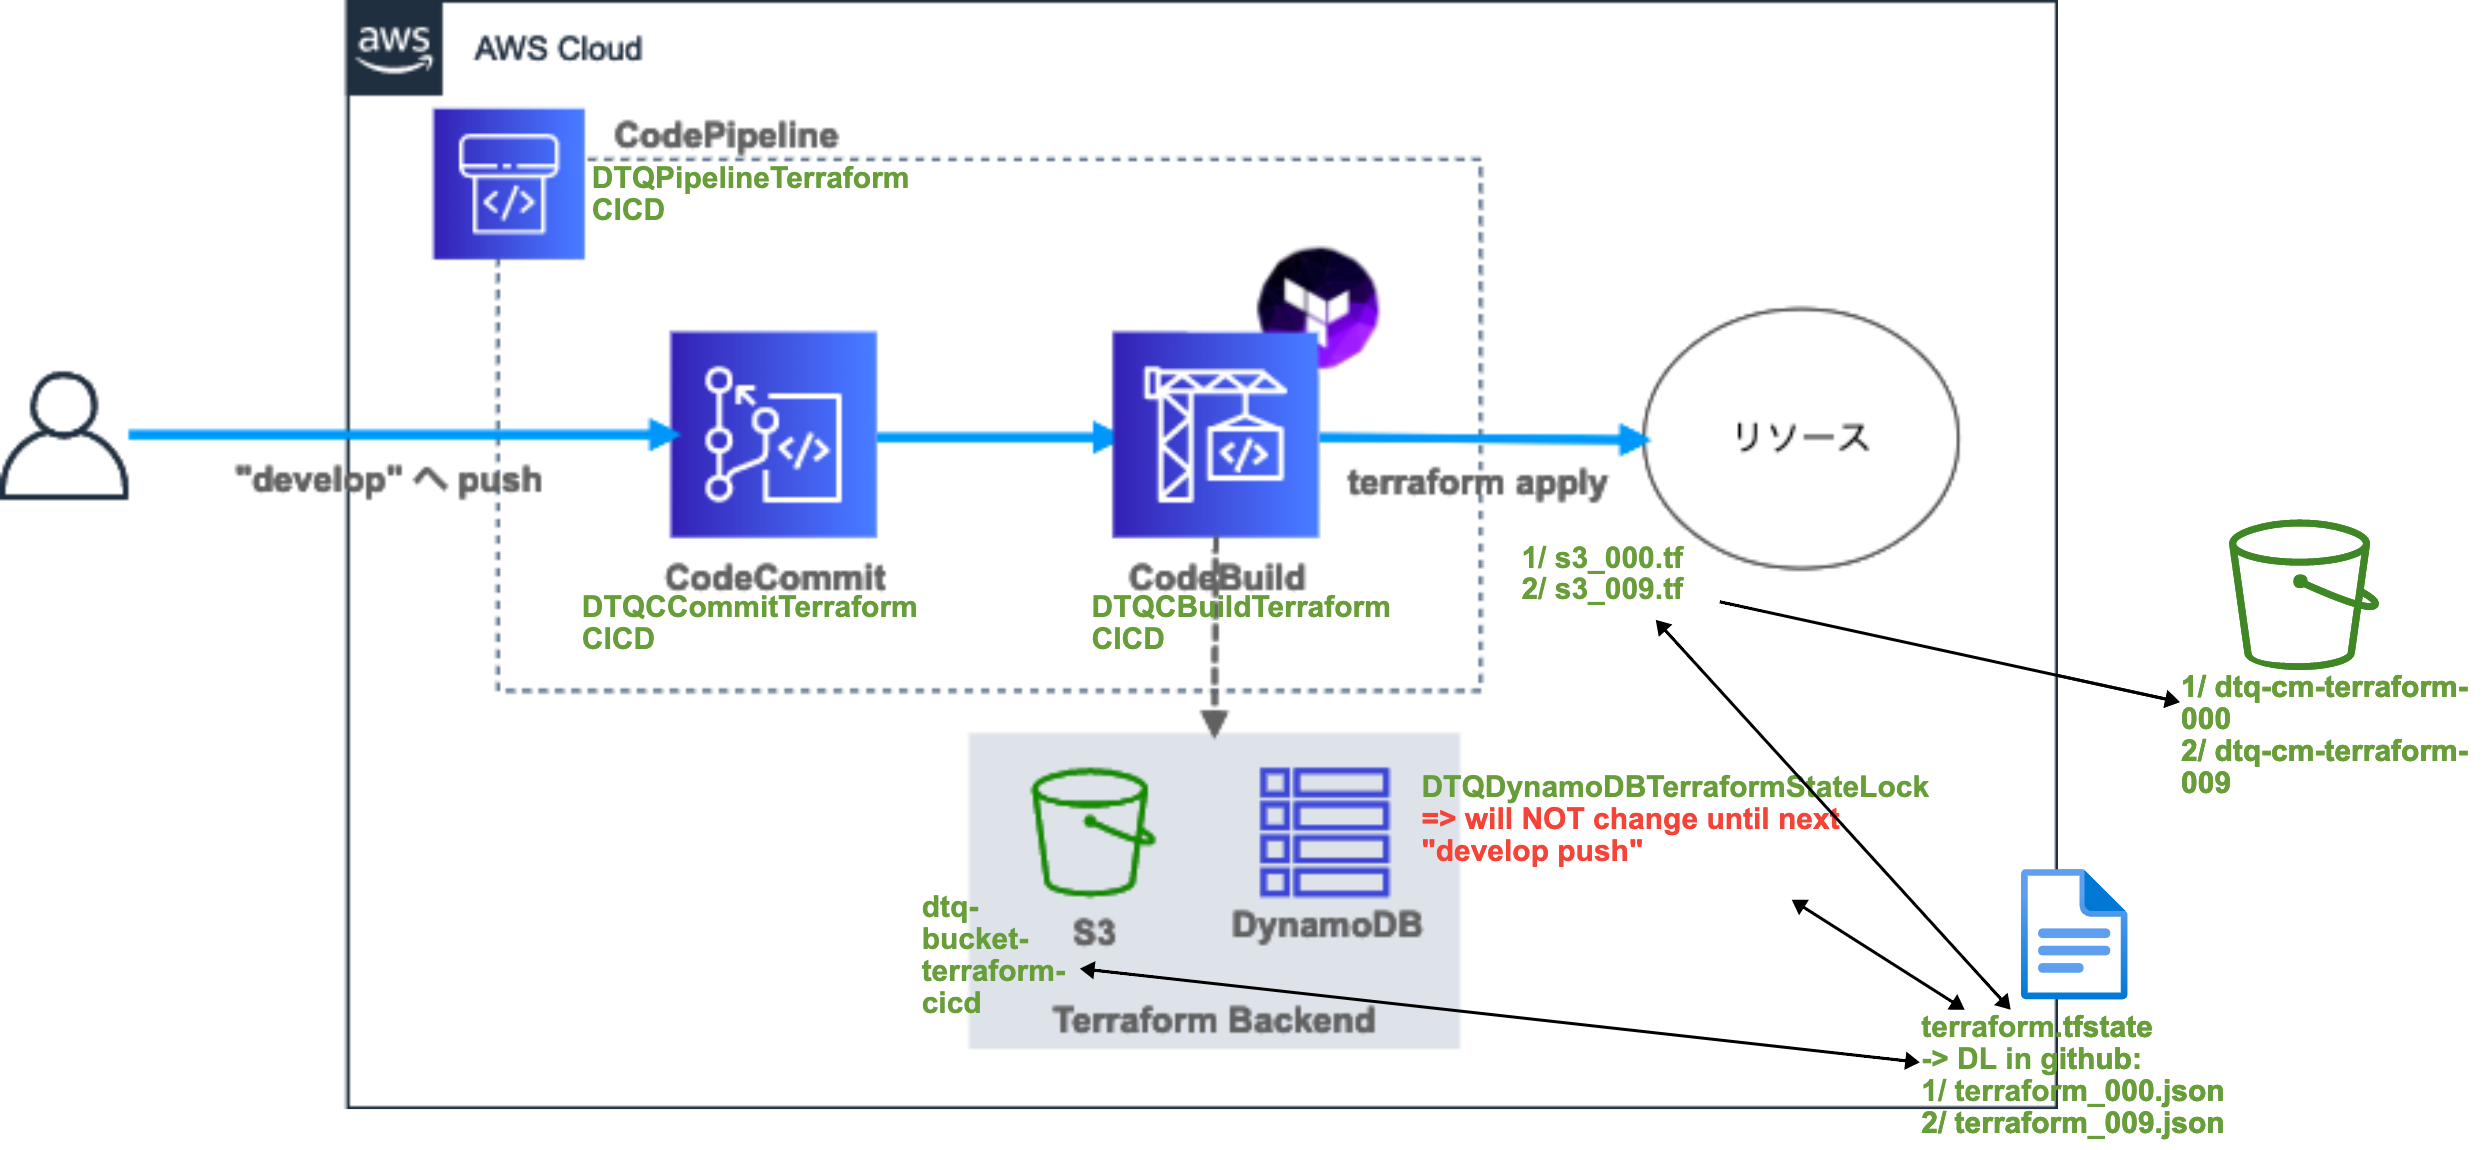 aws
AWS Cloud
CodePipeline
DTQPipelineTerraform
CICD
"develop" へ push
CodeCommit
DTQCCommitTerraform
CICD
CodeBuild
DTQCBuildTerraform
CICD
terraform apply
リソース
1/ s3_000.tf
2/ s3_009.tf
1/ dtq-cm-terraform-
000
2/ dtq-cm-terraform-
009
DTQDynamoDBTerraformStateLock
=> will NOT change until next
"develop push"
dtq-
bucket-
terraform-
cicd
S3
DynamoDB
Terraform Backend
terraform.tfstate
-> DL in github:
1/ terraform_000.json
2/ terraform_009.json